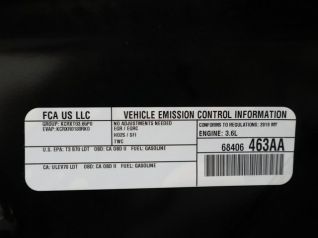 FCA US LLC
VEHICLE EMISSION CONTROL INFORMATION
GROUP: KCRXT03.65P0
EVAP: KCRXR0180RK0
NO ADJUSTMENTS NEEDED
EGR / EGRC
HO2S / SFI
TWC
CONFORMS TO REGULATIONS: 2019 MY
ENGINE: 3.6L
U.S. EPA: T3 B70 LDT OBD: CA OBD II FUEL: GASOLINE
68406 463AA
CA: ULEV70 LDT OBD: CA OBD II FUEL: GASOLINE